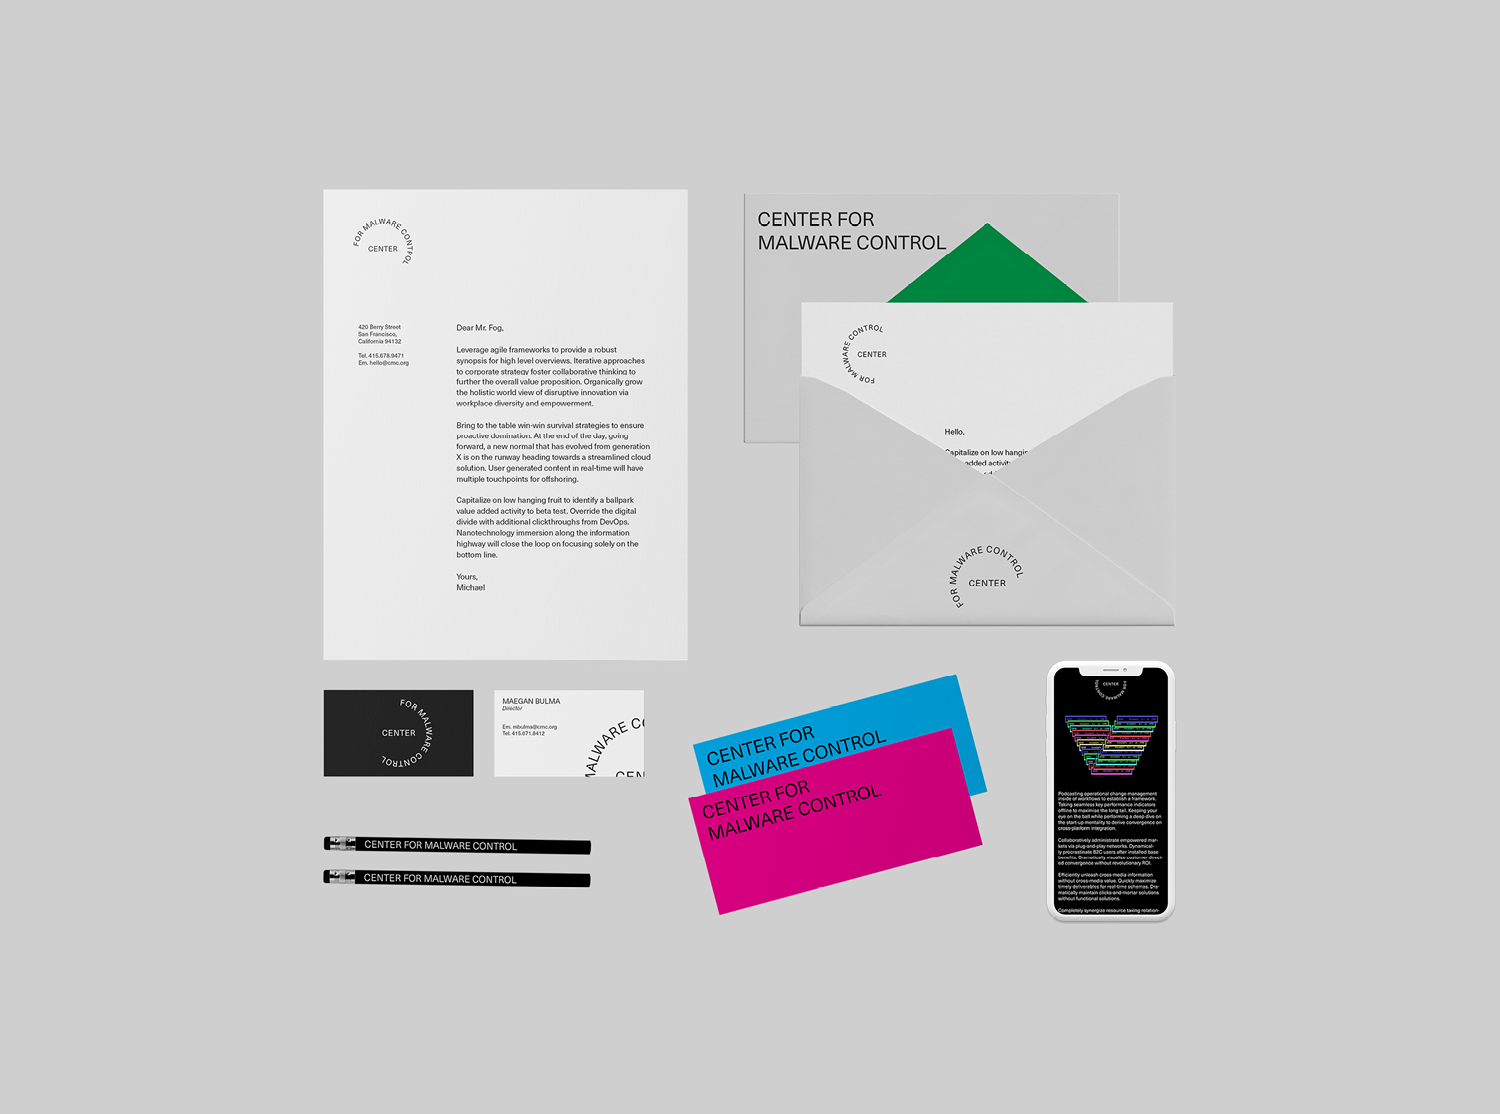 FOR MALWARE CONTROL
CENTER
420 Berry Street
San Francisco,
California 94132
Tel. 415.678.9471
Em. hello@cmc.org
Dear Mr. Fog,
Leverage agile frameworks to provide a robust
synopsis for high level overviews. Iterative approaches
to corporate strategy foster collaborative thinking to
further the overall value proposition. Organically grow
the holistic world view of disruptive innovation via
workplace diversity and empowerment.
Bring to the table win-win survival strategies to ensure
proactive domination. At the end of the day, going
forward, a new normal that has evolved from generation
X is on the runway heading towards a streamlined cloud
solution. User generated content in real-time will have
multiple touchpoints for offshoring.
Capitalize on low hanging fruit to identify a ballpark
value added activity to beta test. Override the digital
divide with additional clickthroughs from DevOps.
Nanotechnology immersion along the information
highway will close the loop on focusing solely on the
bottom line.
Yours,
Michael
CENTER FOR
MALWARE CONTROL
FOR MALWARE CONTROL
CENTER
Hello,
Capitalize on low hangin
added activit
FOR MALWARE CONTROL
CENTER
FOR MALWARE CONTROL
CENTER
MAEGAN BULMA
Director
Em. mbulma@cmc.org
Tel. 415.671.8412
MALWARE CO
CEN
CENTER FOR MALWARE CONTROL
CENTER FOR MALWARE CONTROL
CENTER FOR
MALWARE CONTROL
CENTER FOR
MALWARE CONTROL
CENTER
FOR MALWARE CONTROL
Podcasting operational change management
inside of workflows to establish a framework.
Taking seamless key performance indicators
offline to maximise the long tail. Keeping your
eye on the ball while performing a deep dive on
the start-up mentality to derive convergence on
cross-platform integration.
Collaboratively administrate empowered mar-
kets via plug-and-play networks. Dynamical-
ly procrastinate B2C users after installed base
benefits. Dramatically visualize customer direct-
ed convergence without revolutionary ROI.
Efficiently unleash cross-media information
without cross-media value. Quickly maximize
timely deliverables for real-time schemas. Dra-
matically maintain clicks-and-mortar solutions
without functional solutions.
Completely synergize resource taxing relation-